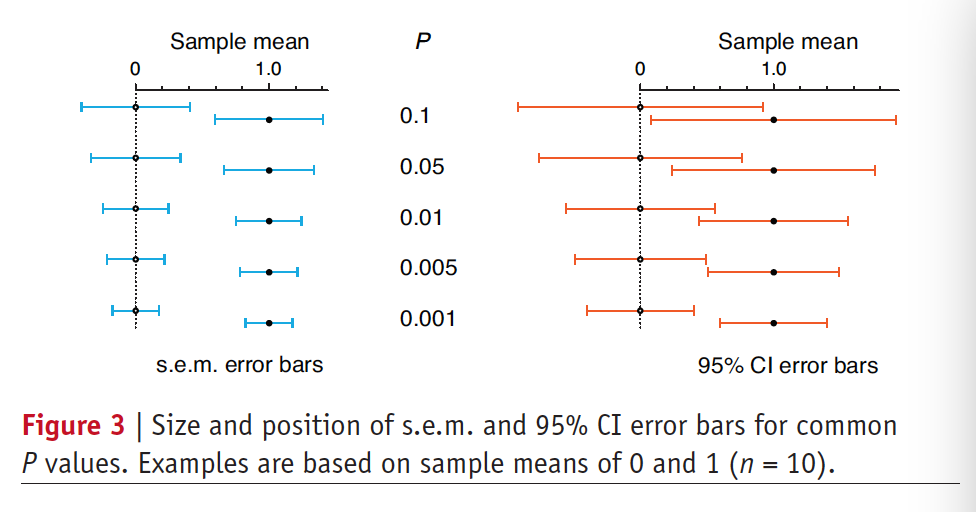 Sample mean P Sample mean
0 1.0 0 1.0
0.1
0.05
0.01
0.005
0.001
s.e.m. error bars 95% CI error bars
Figure 3 | Size and position of s.e.m. and 95% CI error bars for common
P values. Examples are based on sample means of 0 and 1 (n = 10).